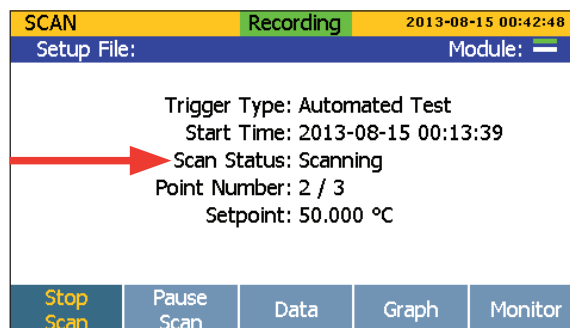 SCAN Recording 2013-08-15 00:42:48
Setup File: Module:
Trigger Type: Automated Test
Start Time: 2013-08-15 00:13:39
Scan Status: Scanning
Point Number: 2 / 3
Setpoint: 50.000 °C
Stop Scan Pause Scan Data Graph Monitor